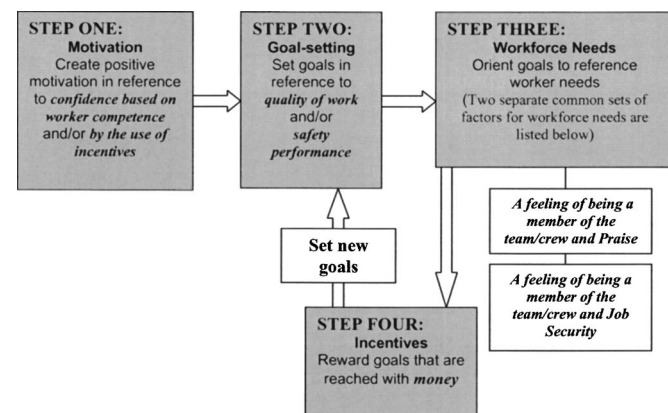 STEP ONE:
Motivation
Create positive
motivation in reference
to confidence based on
worker competence
and/or by the use of
incentives
STEP TWO:
Goal-setting
Set goals in
reference to
quality of work
and/or
safety
performance
STEP THREE:
Workforce Needs
Orient goals to reference
worker needs
(Two separate common sets of
factors for workforce needs are
listed below)
A feeling of being a
member of the
team/crew and Praise
A feeling of being a
member of the
team/crew and Job
Security
Set new
goals
STEP FOUR:
Incentives
Reward goals that are
reached with money